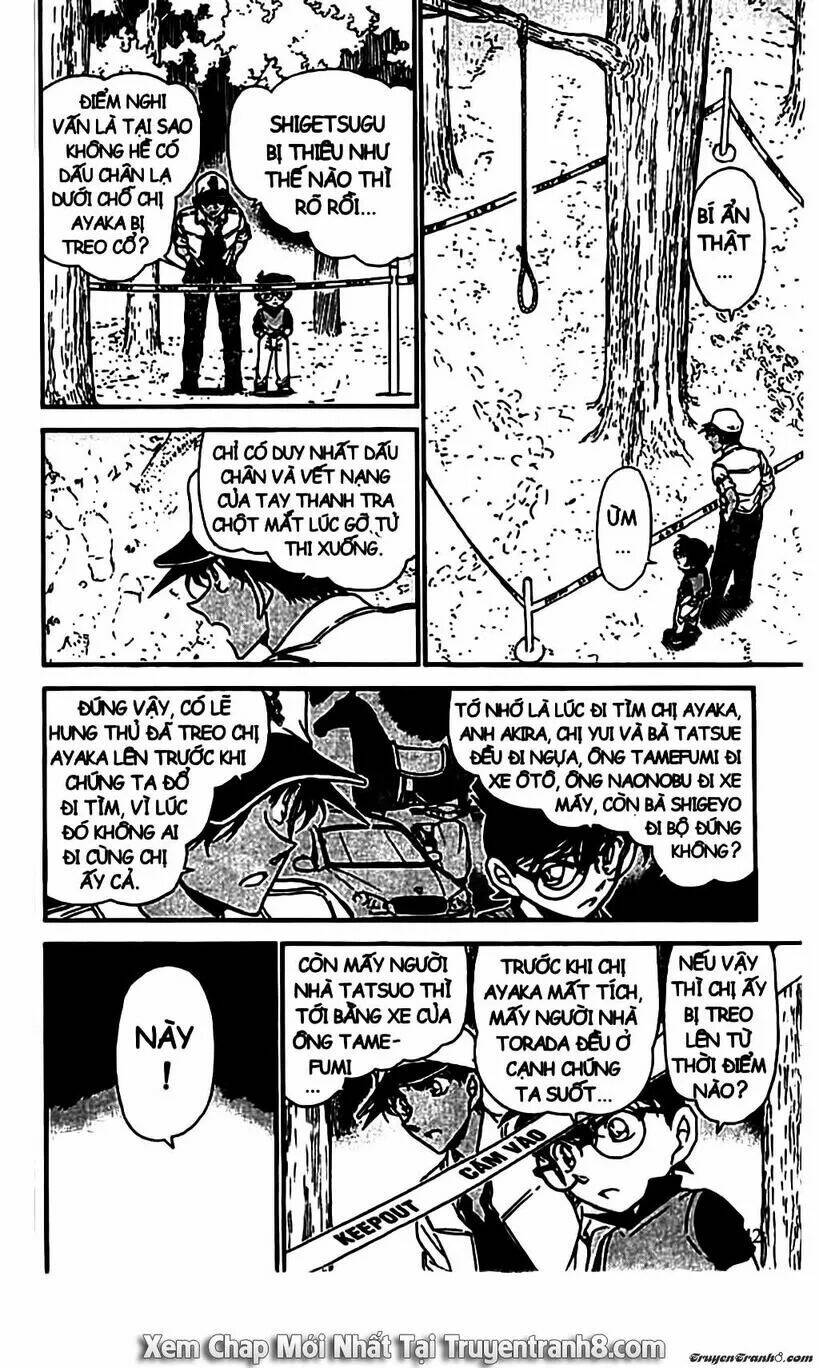 BÍ ẨN
THẬT
...
ỪM
...
SHIGETSUGU
BỊ THIÊU NHƯ
THẾ NÀO THÌ
RÕ RỒI...
ĐIỂM NGHI
VẤN LÀ TẠI SAO
KHÔNG HỀ CÓ
DẤU CHÂN LẠ
DƯỚI CHỖ CHỊ
AYAKA BỊ
TREO CỔ?
CHỈ CÓ DUY NHẤT DẤU
CHÂN VÀ VẾT NẠNG
CỦA TAY THANH TRA
CHỘT MẮT LÚC GỠ TỬ
THI XUỐNG.
TỚ NHỚ LÀ LÚC ĐI TÌM CHỊ AYAKA,
ANH AKIRA, CHỊ YUI VÀ BÀ TATSUE
ĐỀU ĐI NGỰA, ÔNG TAMEFUMI ĐI
XE ÔTÔ, ÔNG NAONOBU ĐI XE
MÁY, CÒN BÀ SHIGEYO
ĐI BỘ ĐÚNG
KHÔNG?
ĐÚNG VẬY, CÓ LẼ
HUNG THỦ ĐÃ TREO CHỊ
AYAKA LÊN TRƯỚC KHI
CHÚNG TA ĐỔ
ĐI TÌM, VÌ LÚC
ĐÓ KHÔNG AI
ĐI CÙNG CHỊ
ẤY CẢ.
NẾU VẬY
THÌ CHỊ ẤY
BỊ TREO
LÊN TỪ
THỜI ĐIỂM
NÀO?
TRƯỚC KHI CHỊ
AYAKA MẤT TÍCH,
MẤY NGƯỜI NHÀ
TORADA ĐỀU Ở
CẠNH CHÚNG
TA SUỐT...
CÒN MẤY NGƯỜI
NHÀ TATSUO THÌ
TỚI BẰNG XE CỦA
ÔNG TAME-
FUMI
...
KEEPOUT CẤM VÀO
NÀY
!
Xem Chap Mới Nhất Tại Truyentranh8.com
TruyenTranh8.com